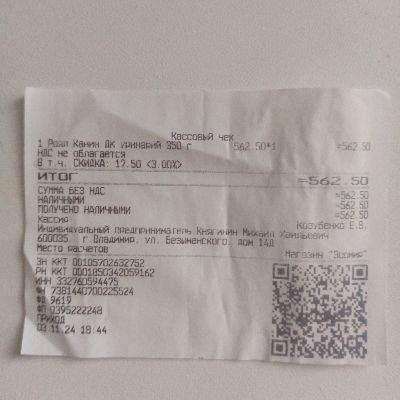 Кассовый чек
1 Роял Канин ДК уринарий 350 г 562.50*1 =562.50
НДС не облагается
В т.ч. СКИДКА: 17.50 <3.00%>
ИТОГ =562.50
СУММА БЕЗ НДС =562.50
НАЛИЧНЫМИ =562.50
ПОЛУЧЕНО НАЛИЧНЫМИ =562.50
Кассир Козубенко Е.В.
Индивидуальный предприниматель Княгинин Михаил
600035, г.Владимир, ул. Безыменского, дом 14Д
Место расчетов Магазин "Зоомир"
ЗН ККТ 00105702632752
РН ККТ 0001850342059162
ИНН 332760594475
ФН 7381440700225524
ФД 9619
ФП 0395222248
ПРИХОД
03.11.24 18:44